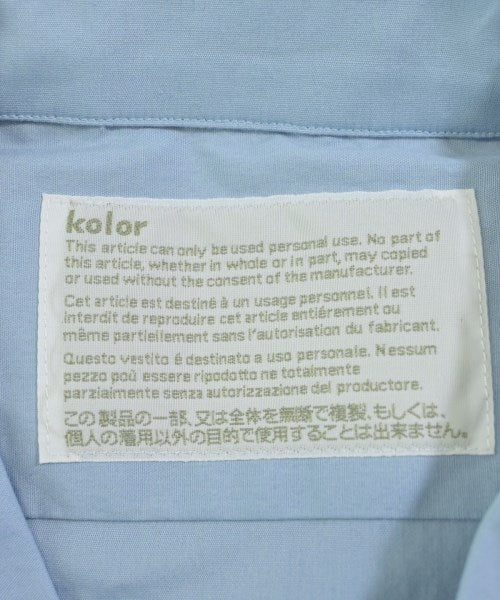 kolor
This article can only be used personal use. No part of
this article, whether in whole or in part, may copied
or used without the consent of the manufacturer.
Cet article est destiné à un usage personnel. Il est
interdit de reproduire cet article entiérement ou
même partiellement sans l'autorisation du fabricant.
Questo vestito é destinato a uso personale. Nessum
pezzo poü essere ripodotto ne totalmente
parzialmente senza autorizzazione del productore.
この製品の一部、又は全体を無断で複製、もしくは、
個人の着用以外の目的で使用することは出来ません。